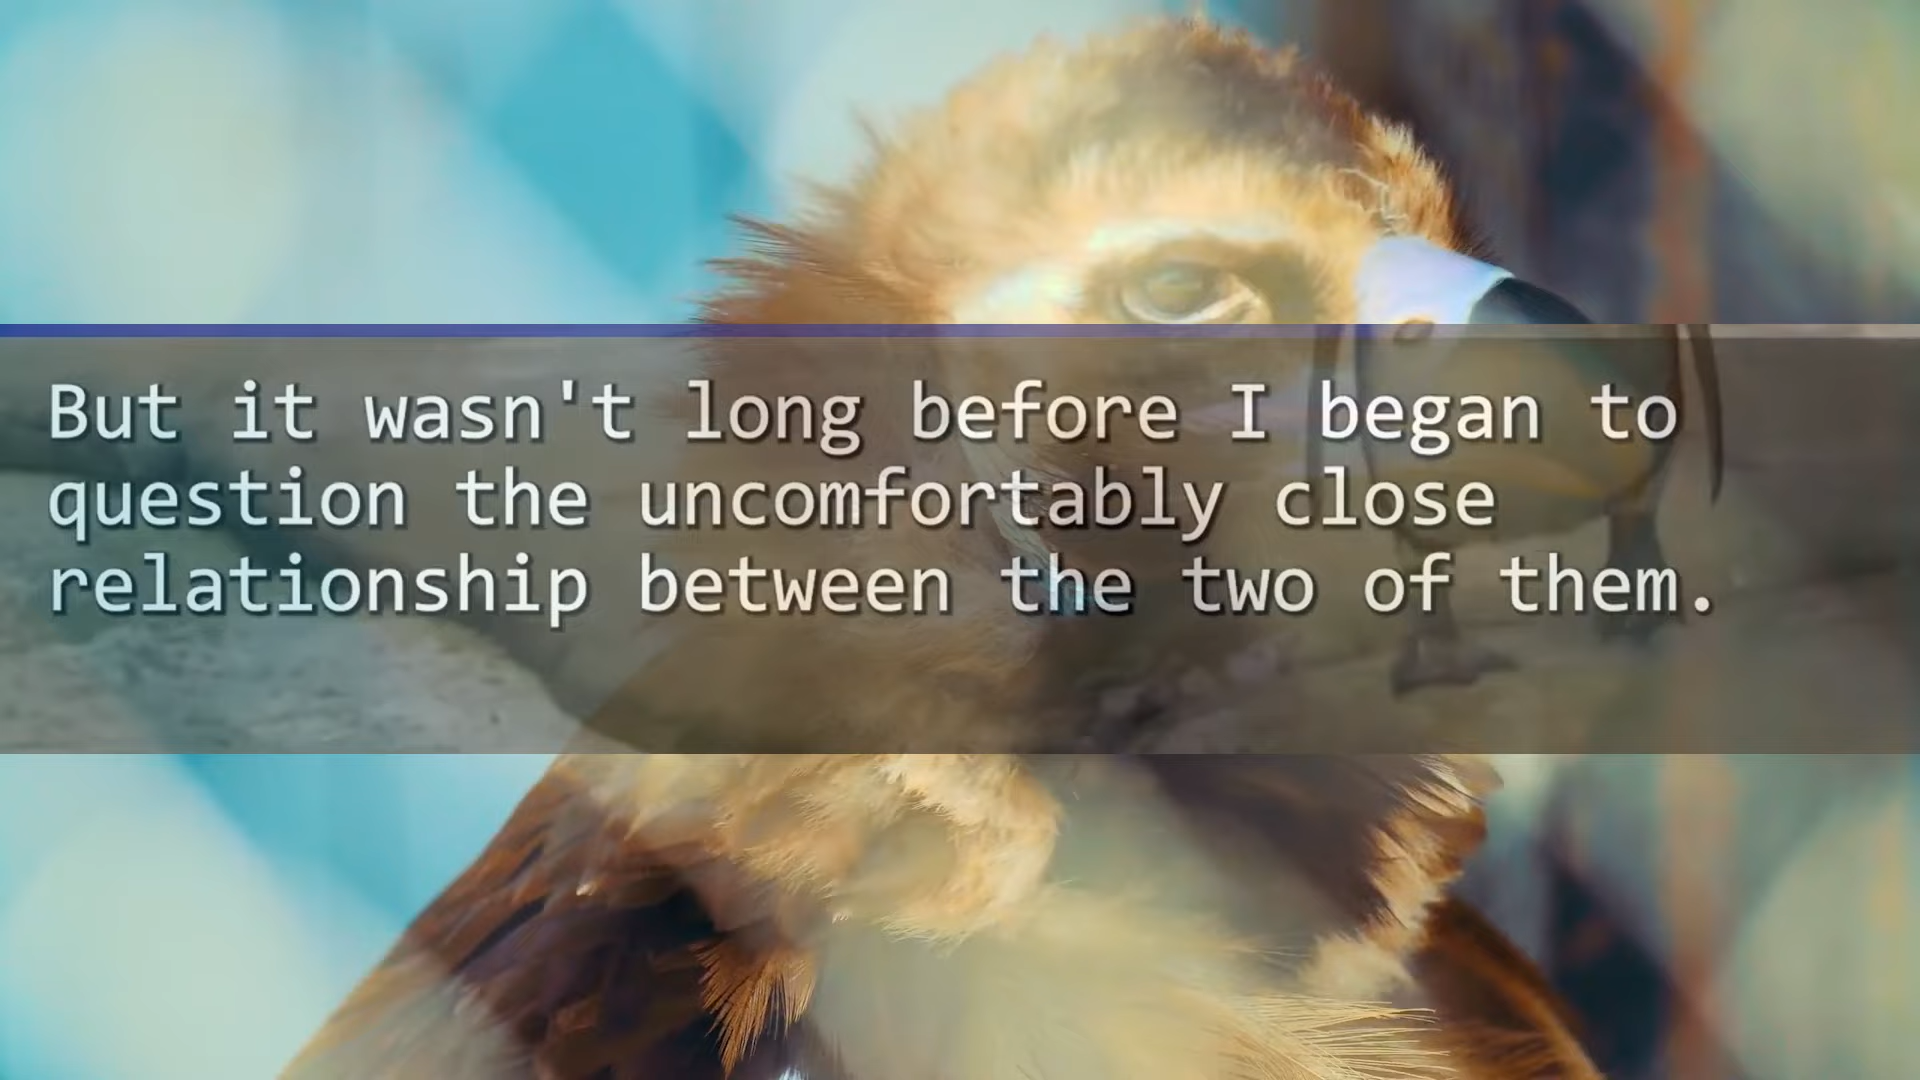 But it wasn't long before I began to
question the uncomfortably close
relationship between the two of them.